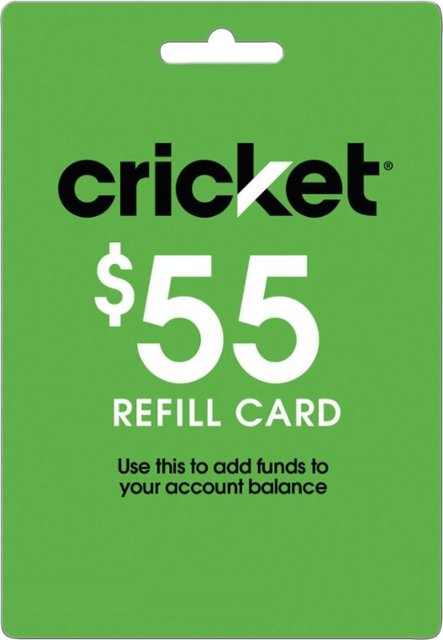 cricket®
$55
REFILL CARD
Use this to add funds to
your account balance